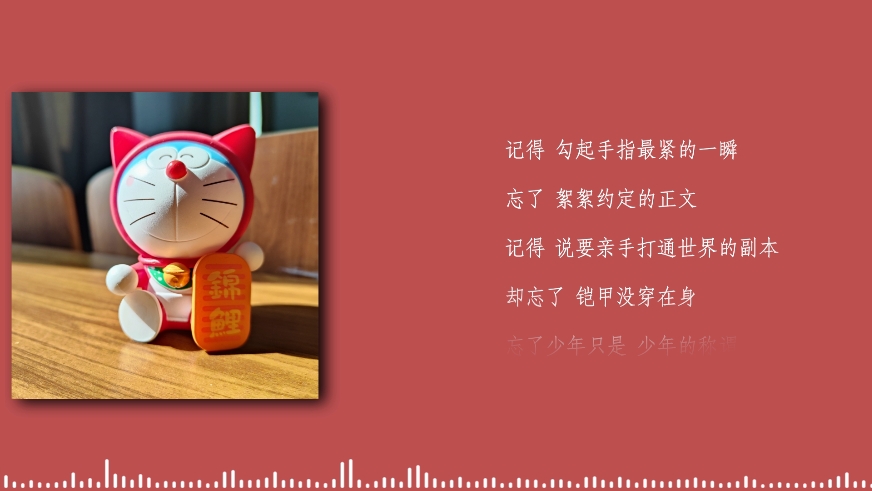 錦
鯉
记得 勾起手指最紧的一瞬
忘了 絮絮约定的正文
记得 说要亲手打通世界的副本
却忘了 铠甲没穿在身
忘了少年只是 少年的称谓